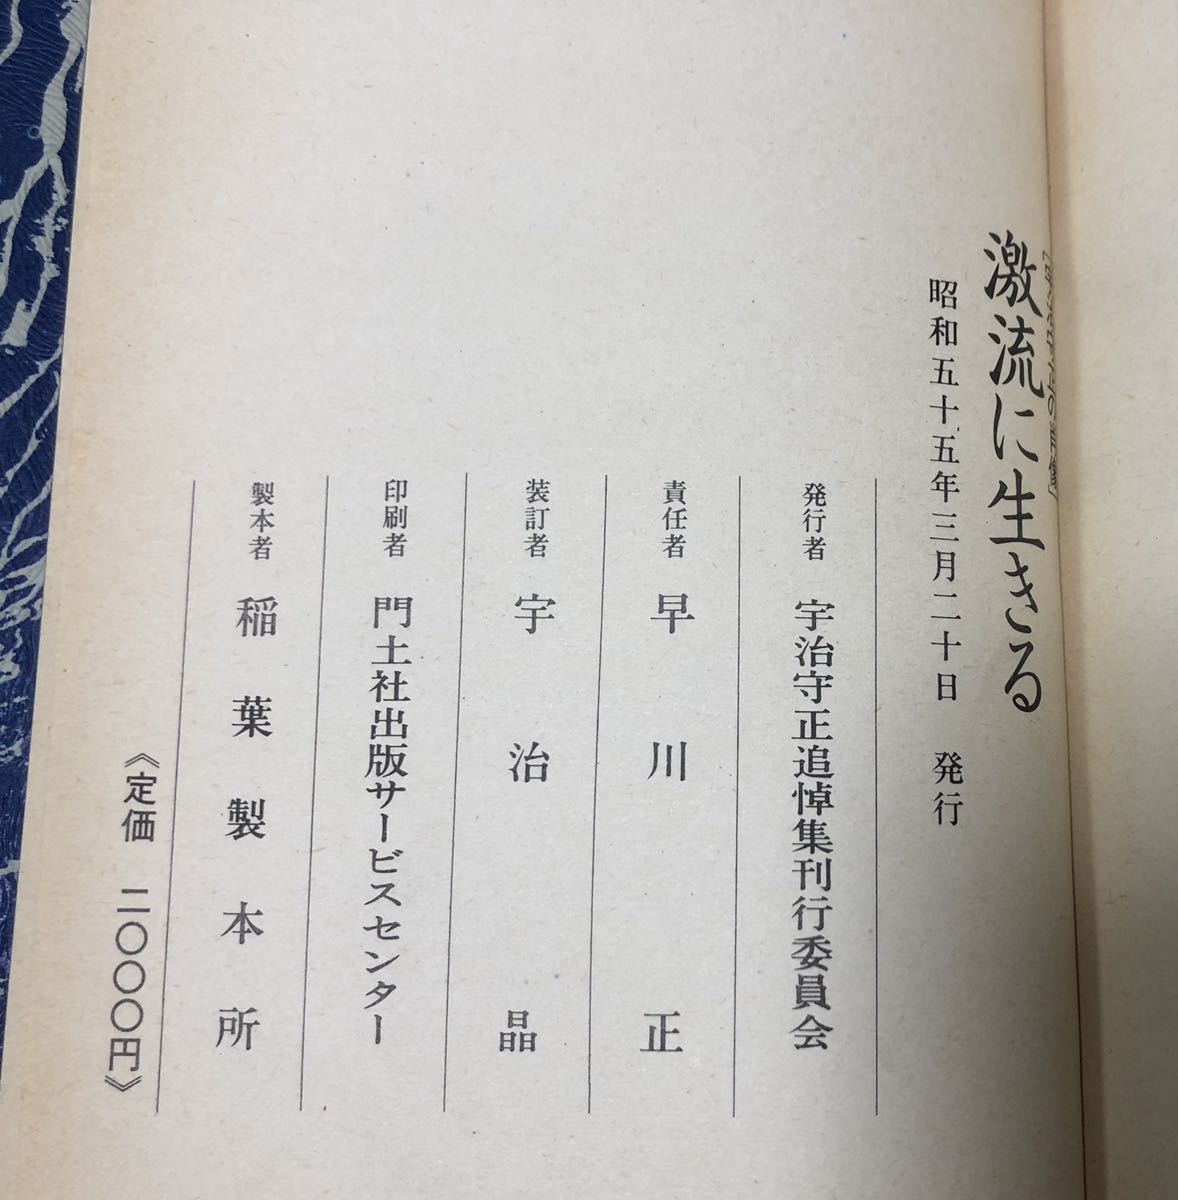 激流に生きる
昭和五十五年三月二十日 発行
発行者 宇治守正追悼集刊行委員会
責任者 早川正
装訂者 宇治晶
印刷者 門土社出版サービスセンター
製本者 稲葉製本所
《定価 二〇〇〇円》